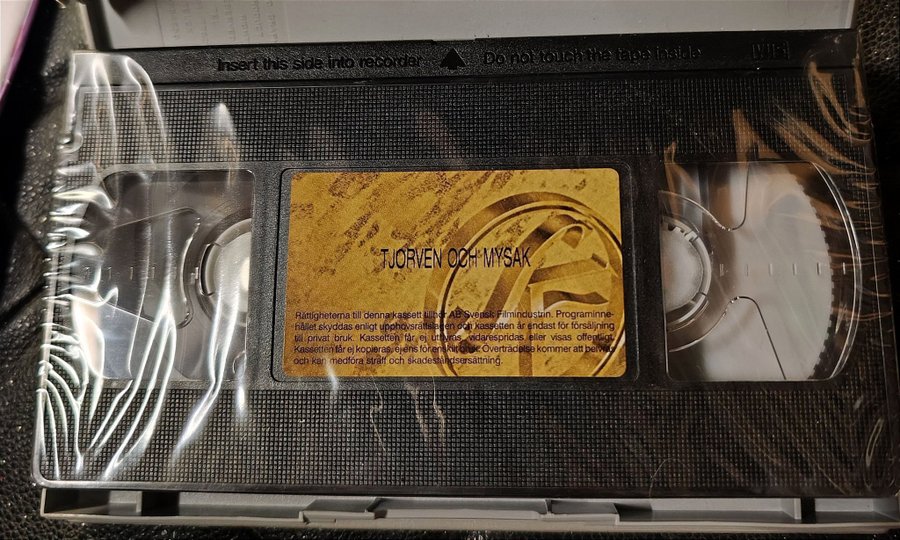 Insert this side into recorder Do not touch the tape inside VHS
TJORVEN OCH MYSAK
Rättigheterna till denna kassett tillhör AB Svensk Filmindustrin. Programinne-
hållet skyddas enligt upphovsrättslagen och kassetten är endast för försäljning
till privat bruk. Kassetten får ej uthyras, vidarespridas eller visas offentligt.
Kassetten får ej kopieras, ej ens för enskilt bruk. Överträdelse kommer att beivras
och kan medföra straff och skadeståndsersättning.